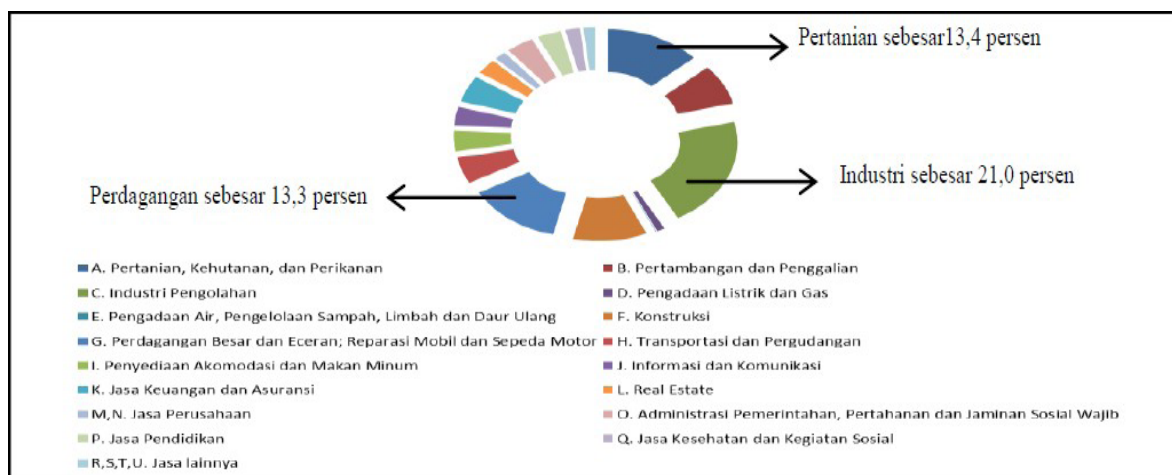 Pertanian sebesar13,4 persen
Industri sebesar 21,0 persen
Perdagangan sebesar 13,3 persen
A. Pertanian, Kehutanan, dan Perikanan
B. Pertambangan dan Penggalian
C. Industri Pengolahan
D. Pengadaan Listrik dan Gas
E. Pengadaan Air, Pengelolaan Sampah, Limbah dan Daur Ulang
F. Konstruksi
G. Perdagangan Besar dan Eceran; Reparasi Mobil dan Sepeda Motor
H. Transportasi dan Pergudangan
I. Penyediaan Akomodasi dan Makan Minum
J. Informasi dan Komunikasi
K. Jasa Keuangan dan Asuransi
L. Real Estate
M,N. Jasa Perusahaan
O. Administrasi Pemerintahan, Pertahanan dan Jaminan Sosial Wajib
P. Jasa Pendidikan
Q. Jasa Kesehatan dan Kegiatan Sosial
R,S,T,U. Jasa lainnya